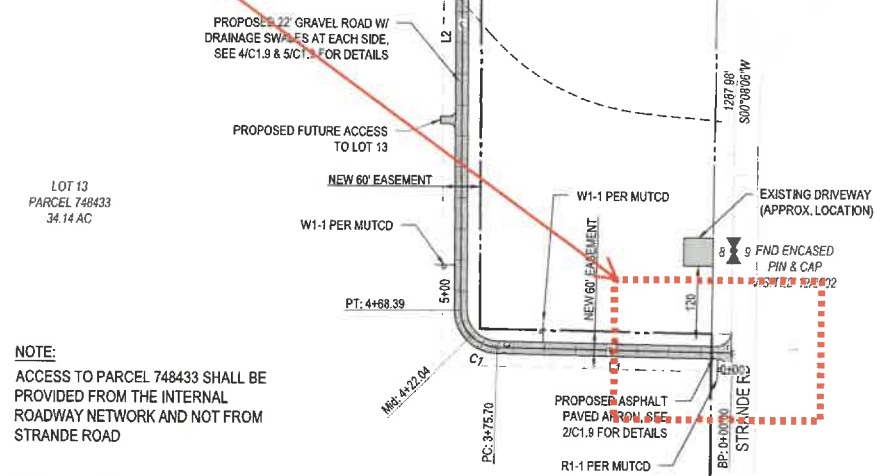 PROPOSED 22' GRAVEL ROAD W/
DRAINAGE SWALES AT EACH SIDE,
SEE 4/C1.9 & 5/C1.9 FOR DETAILS
L2
1287.98'
S00°08'06"W
PROPOSED FUTURE ACCESS
TO LOT 13
LOT 13
PARCEL 748433
34.14 AC
NEW 60' EASEMENT
W1-1 PER MUTCD
EXISTING DRIVEWAY
(APPROX. LOCATION)
W1-1 PER MUTCD
NEW 60' EASEMENT
8 9
FND ENCASED
PIN & CAP
VISITED
5+00
120
PT: 4+68.39
NOTE:
ACCESS TO PARCEL 748433 SHALL BE
PROVIDED FROM THE INTERNAL
ROADWAY NETWORK AND NOT FROM
STRANDE ROAD
C1
L1
0+00
Mid: 4+22.04
PC: 3+75.70
PROPOSED ASPHALT
PAVED APRON, SEE
2/C1.9 FOR DETAILS
BP: 0+00.00
STRANDE RD
R1-1 PER MUTCD